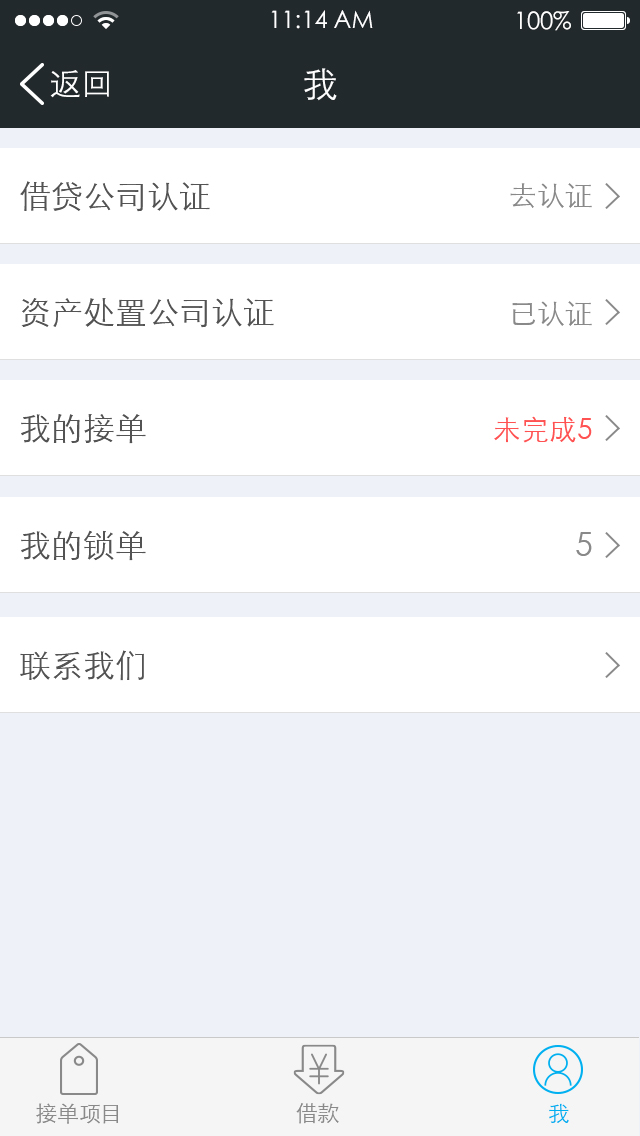 11:14 AM 100%
返回 我
借贷公司认证 去认证
资产处置公司认证 已认证
我的接单 未完成5
我的锁单 5
联系我们
接单项目 借款 我